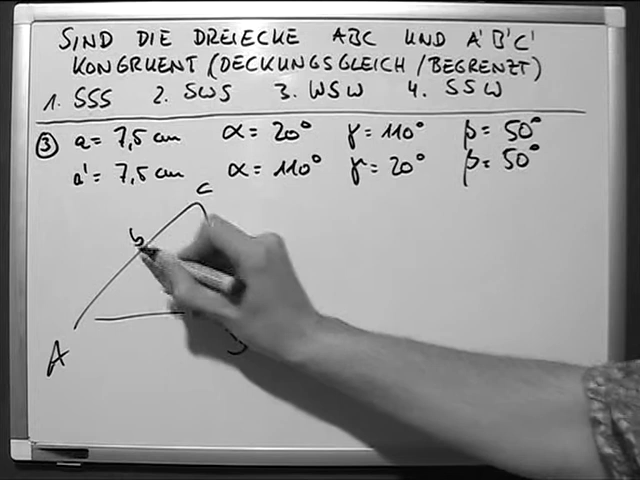 SIND DIE DREIECKE ABC UND A'B'C'
KONGRUENT (DECKUNGSGLEICH/BEGRENZT)
1. SSS 2. SWS 3. WSW 4. SSW
③ a = 7,5 cm α = 20° γ = 110° β = 50°
a' = 7,5 cm α = 110° γ = 20° β = 50°
C
b
A